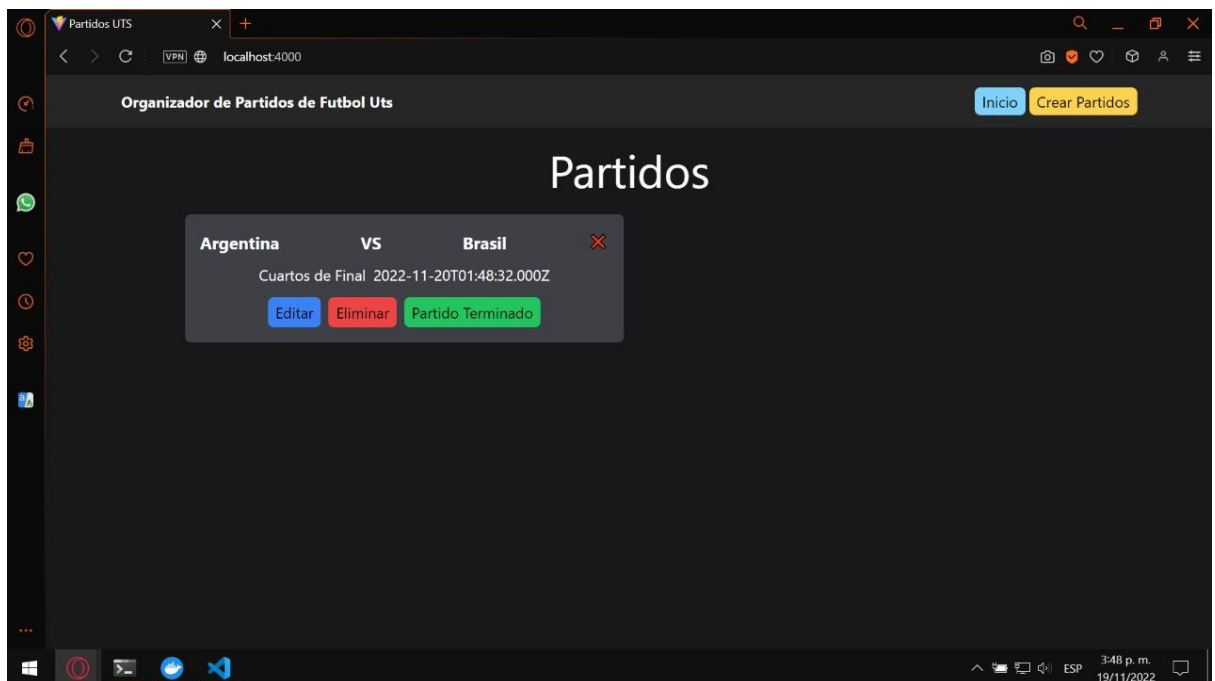 Partidos UTS
VPN localhost:4000
Organizador de Partidos de Futbol Uts Inicio Crear Partidos
Partidos
Argentina VS Brasil
Cuartos de Final 2022-11-20T01:48:32.000Z
Editar Eliminar Partido Terminado
ESP 3:48 p. m.
19/11/2022